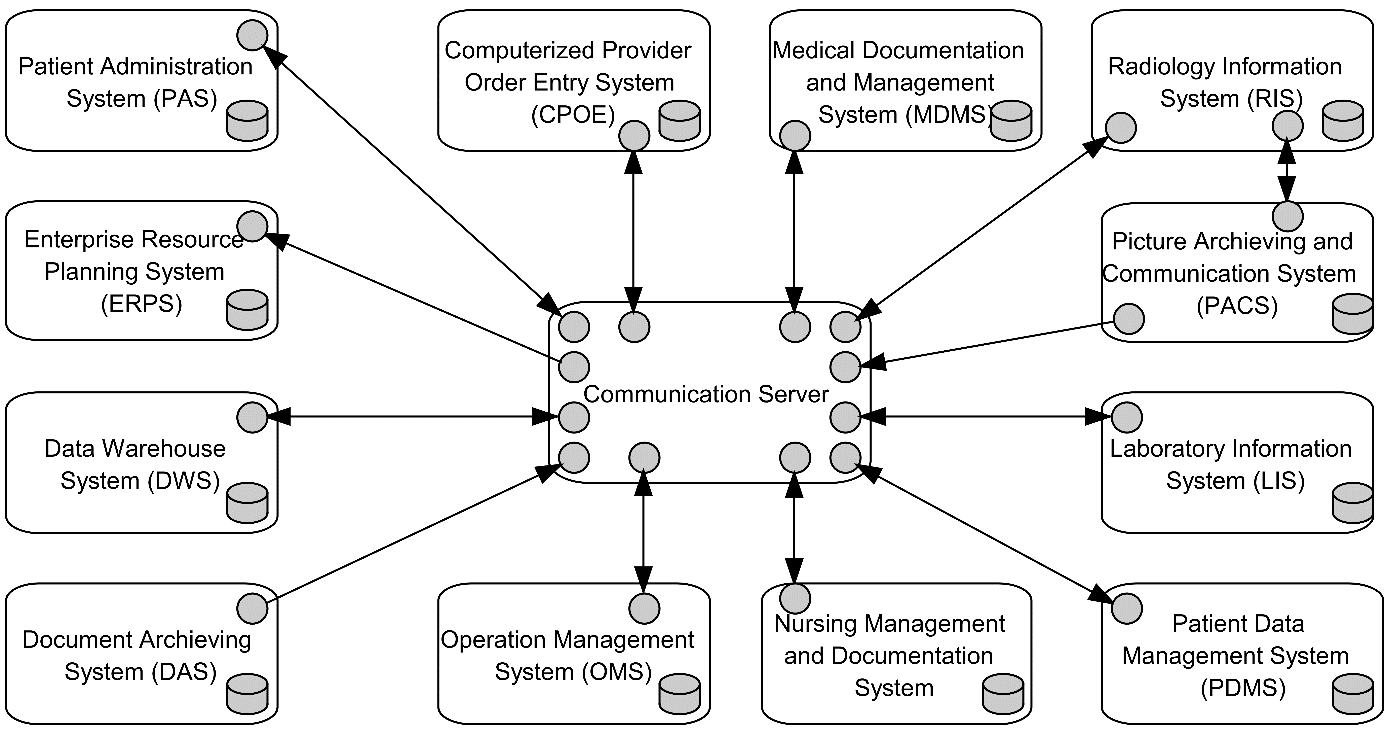 Patient Administration
System (PAS)
Computerized Provider
Order Entry System
(CPOE)
Medical Documentation
and Management
System (MDMS)
Radiology Information
System (RIS)
Enterprise Resource
Planning System
(ERPS)
Picture Archieving and
Communication System
(PACS)
Communication Server
Data Warehouse
System (DWS)
Laboratory Information
System (LIS)
Document Archieving
System (DAS)
Operation Management
System (OMS)
Nursing Management
and Documentation
System
Patient Data
Management System
(PDMS)